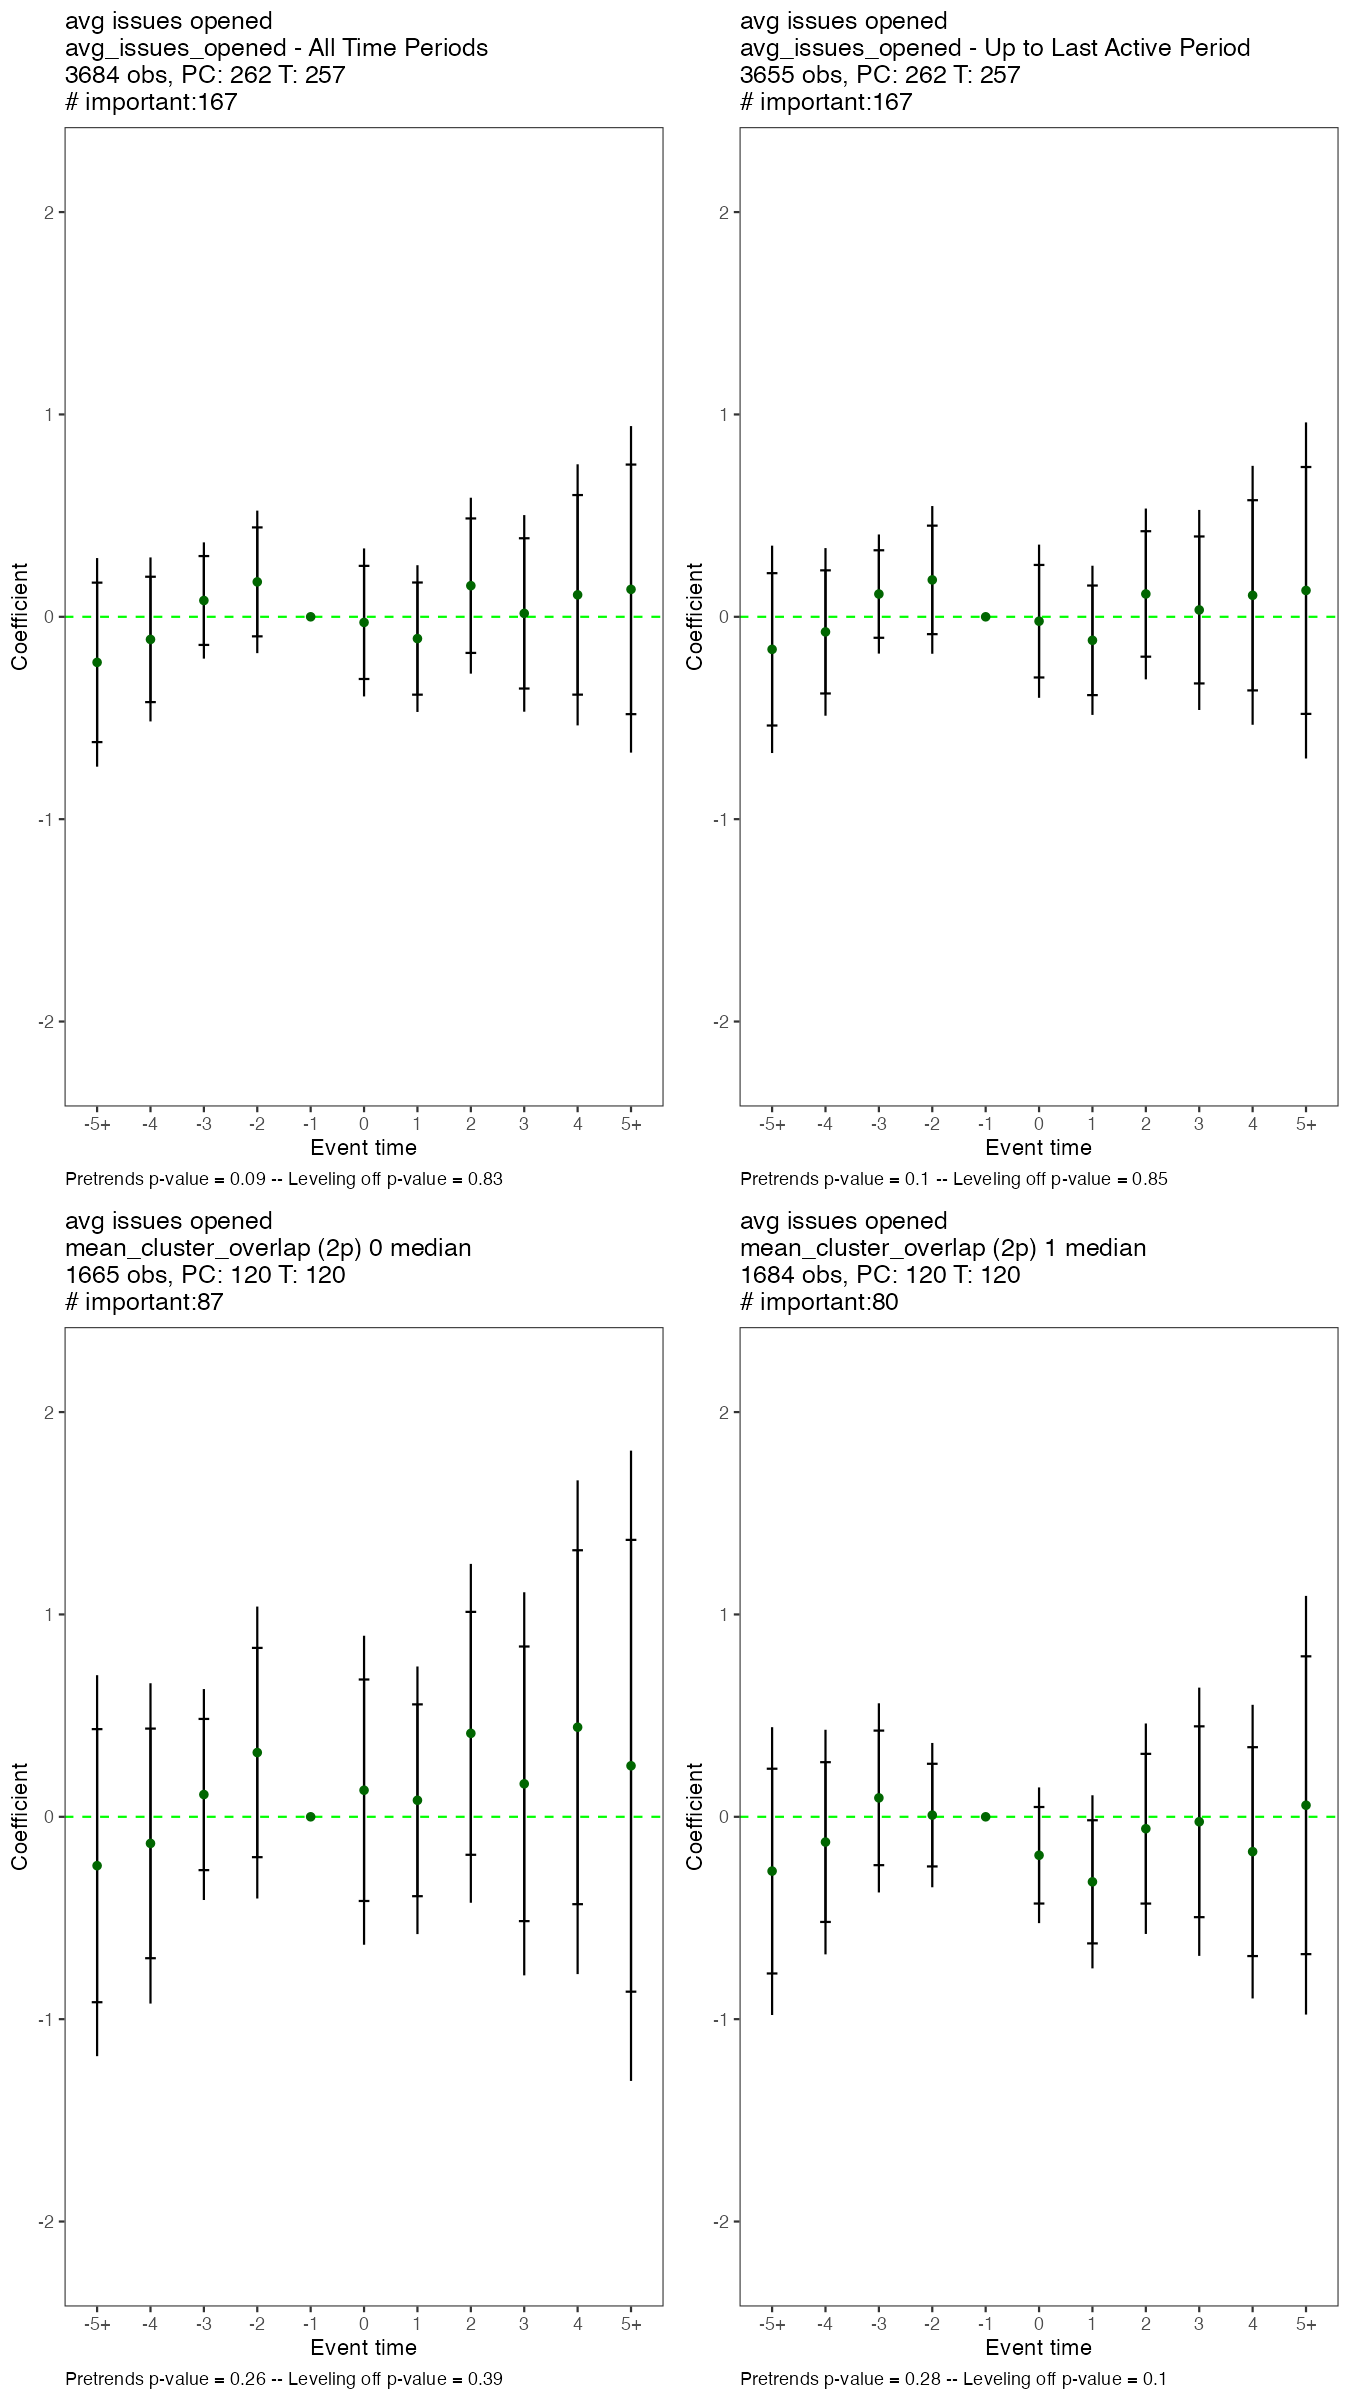 avg issues opened
avg_issues_opened - All Time Periods
3684 obs, PC: 262 T: 257
# important:167
2
1
0
-1
-2
Coefficient
-5+ -4 -3 -2 -1 0 1 2 3 4 5+
Event time
Pretrends p-value = 0.09 -- Leveling off p-value = 0.83
avg issues opened
avg_issues_opened - Up to Last Active Period
3655 obs, PC: 262 T: 257
# important:167
2
1
0
-1
-2
Coefficient
-5+ -4 -3 -2 -1 0 1 2 3 4 5+
Event time
Pretrends p-value = 0.1 -- Leveling off p-value = 0.85
avg issues opened
mean_cluster_overlap (2p) 0 median
1665 obs, PC: 120 T: 120
# important:87
2
1
0
-1
-2
Coefficient
-5+ -4 -3 -2 -1 0 1 2 3 4 5+
Event time
Pretrends p-value = 0.26 -- Leveling off p-value = 0.39
avg issues opened
mean_cluster_overlap (2p) 1 median
1684 obs, PC: 120 T: 120
# important:80
2
1
0
-1
-2
Coefficient
-5+ -4 -3 -2 -1 0 1 2 3 4 5+
Event time
Pretrends p-value = 0.28 -- Leveling off p-value = 0.1